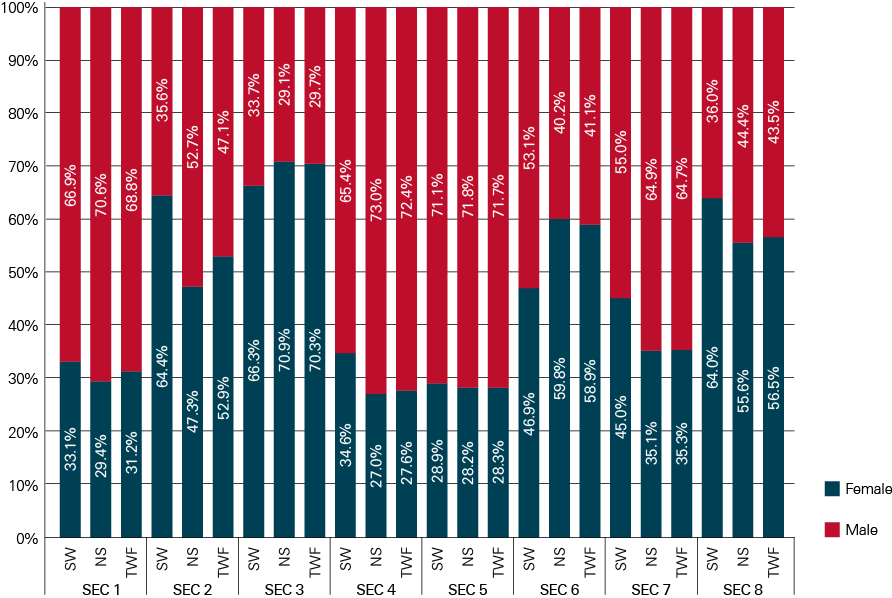 100%
90%
80%
70%
60%
50%
40%
30%
20%
10%
0%
66.9% 70.6% 68.8% 35.6% 52.7% 47.1% 33.7% 29.1% 29.7% 65.4% 73.0% 72.4% 71.1% 71.8% 71.7% 53.1% 40.2% 41.1% 55.0% 64.9% 64.7% 36.0% 44.4% 43.5%
33.1% 29.4% 31.2% 64.4% 47.3% 52.9% 66.3% 70.9% 70.3% 34.6% 27.0% 27.6% 28.9% 28.2% 28.3% 46.9% 59.8% 58.9% 45.0% 35.1% 35.3% 64.0% 55.6% 56.5%
SW NS TWF SW NS TWF SW NS TWF SW NS TWF SW NS TWF SW NS TWF SW NS TWF SW NS TWF
SEC 1 SEC 2 SEC 3 SEC 4 SEC 5 SEC 6 SEC 7 SEC 8
Female
Male